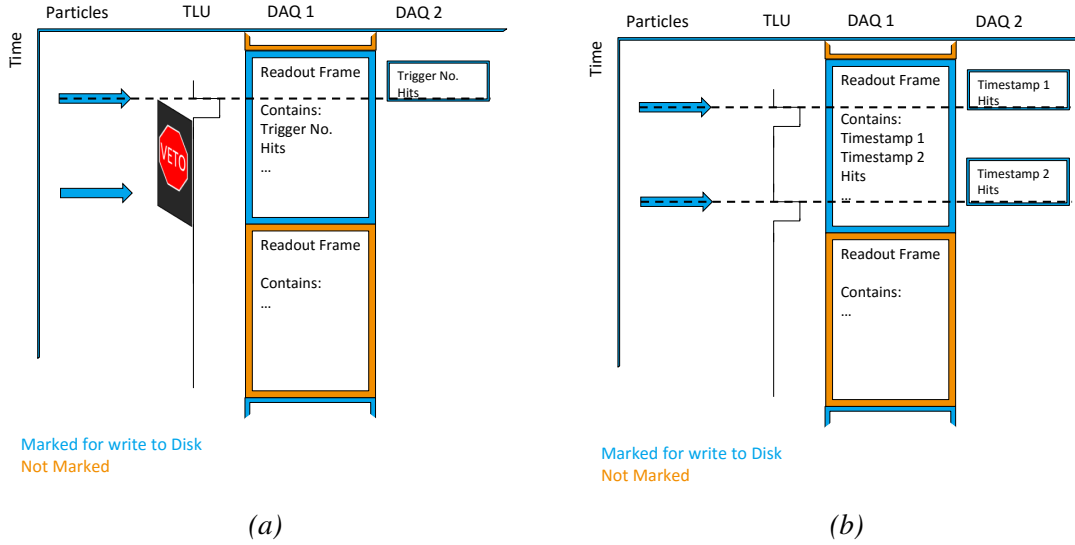 Particles TLU DAQ 1 DAQ 2
Time
Readout Frame
Contains:
Trigger No.
Hits
...
Trigger No.
Hits
VETO
Readout Frame
Contains:
...
Marked for write to Disk
Not Marked
(a)
Particles TLU DAQ 1 DAQ 2
Time
Readout Frame
Contains:
Timestamp 1
Timestamp 2
Hits
...
Timestamp 1
Hits
Timestamp 2
Hits
Readout Frame
Contains:
...
Marked for write to Disk
Not Marked
(b)